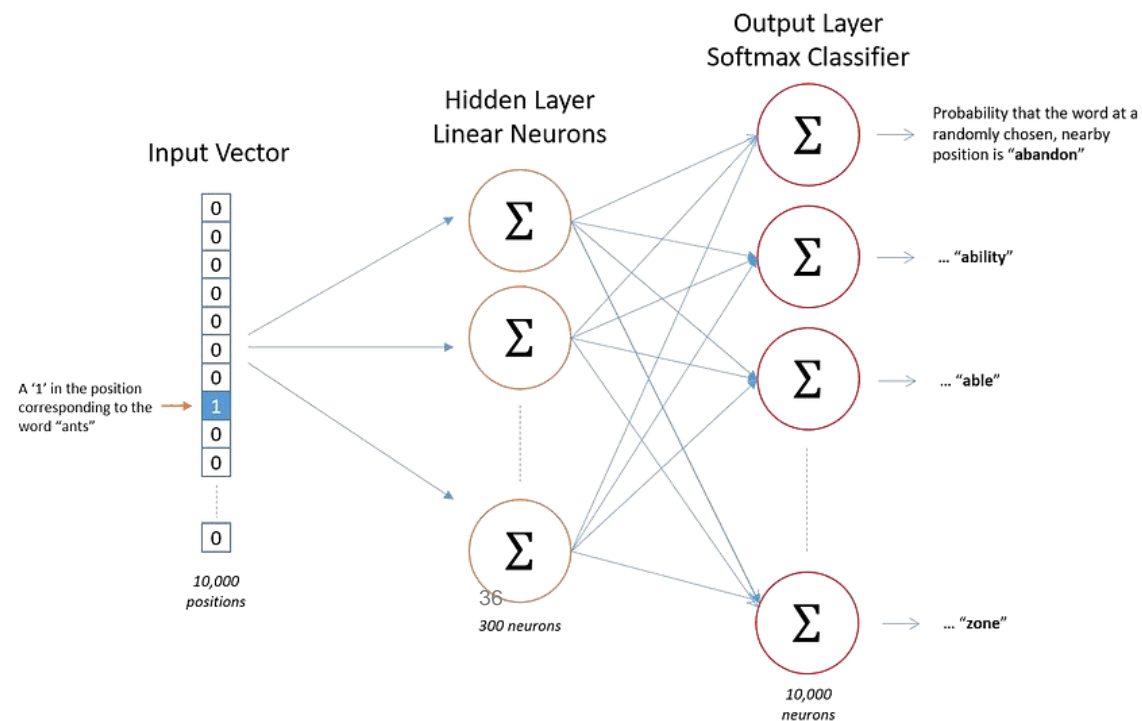 Output Layer
Softmax Classifier
Hidden Layer
Linear Neurons
Input Vector
0
0
0
0
0
0
0
1
0
0
0
A ‘1’ in the position
corresponding to the
word “ants”
10,000
positions
Σ
Σ
Σ
36
300 neurons
Σ
Probability that the word at a
randomly chosen, nearby
position is “abandon”
Σ
... “ability”
Σ
... “able”
Σ
... “zone”
10,000
neurons